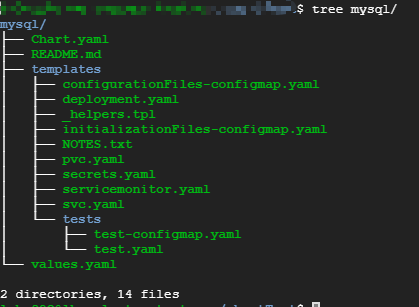 $ tree mysql/
mysql/
├── Chart.yaml
├── README.md
├── templates
│   ├── configurationFiles-configmap.yaml
│   ├── deployment.yaml
│   ├── _helpers.tpl
│   ├── initializationFiles-configmap.yaml
│   ├── NOTES.txt
│   ├── pvc.yaml
│   ├── secrets.yaml
│   ├── servicemonitor.yaml
│   ├── svc.yaml
│   └── tests
│       ├── test-configmap.yaml
│       └── test.yaml
└── values.yaml
2 directories, 14 files